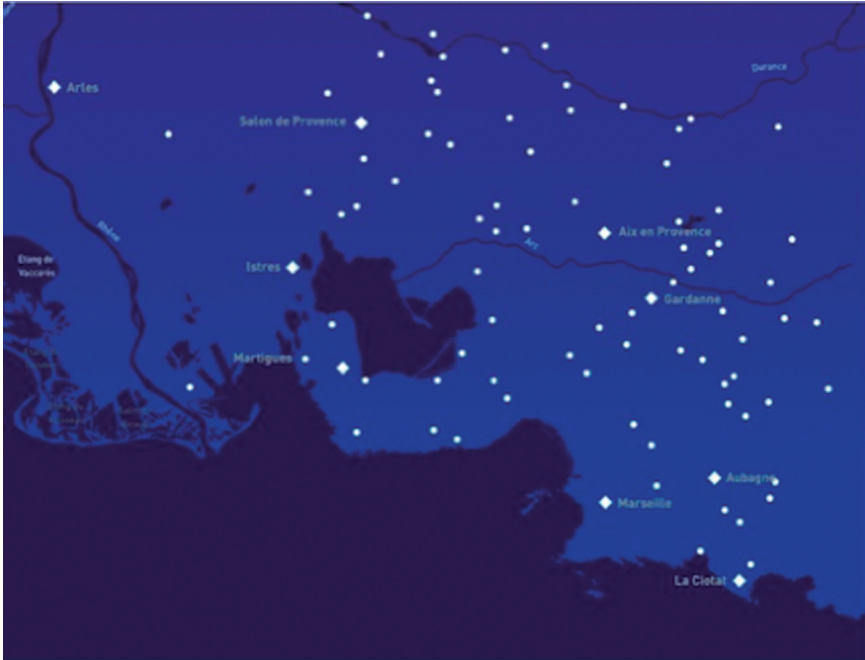 Durance
Arles
Salon de Provence
Rhône
Aix en Provence
Arc
Étang de
Vaccarès
Istres
Gardanne
Martigues
Aubagne
Marseille
La Ciotat